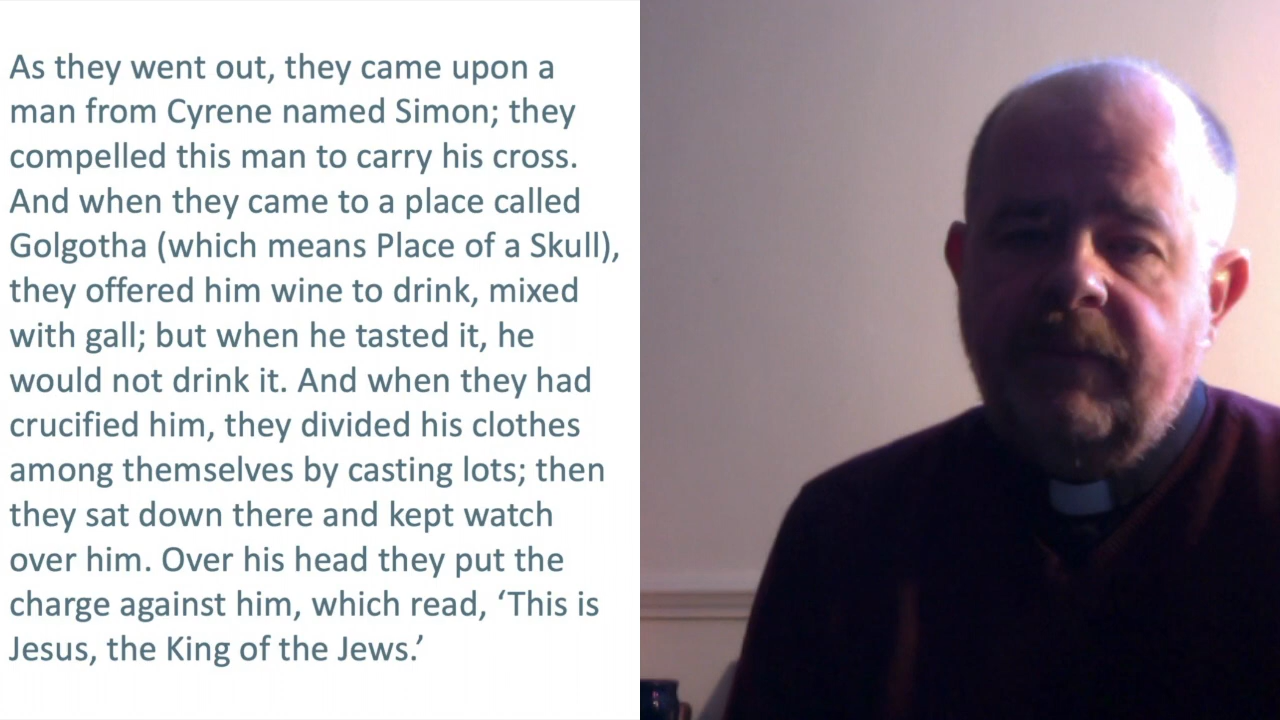 As they went out, they came upon a
man from Cyrene named Simon; they
compelled this man to carry his cross.
And when they came to a place called
Golgotha (which means Place of a Skull),
they offered him wine to drink, mixed
with gall; but when he tasted it, he
would not drink it. And when they had
crucified him, they divided his clothes
among themselves by casting lots; then
they sat down there and kept watch
over him. Over his head they put the
charge against him, which read, ‘This is
Jesus, the King of the Jews.’